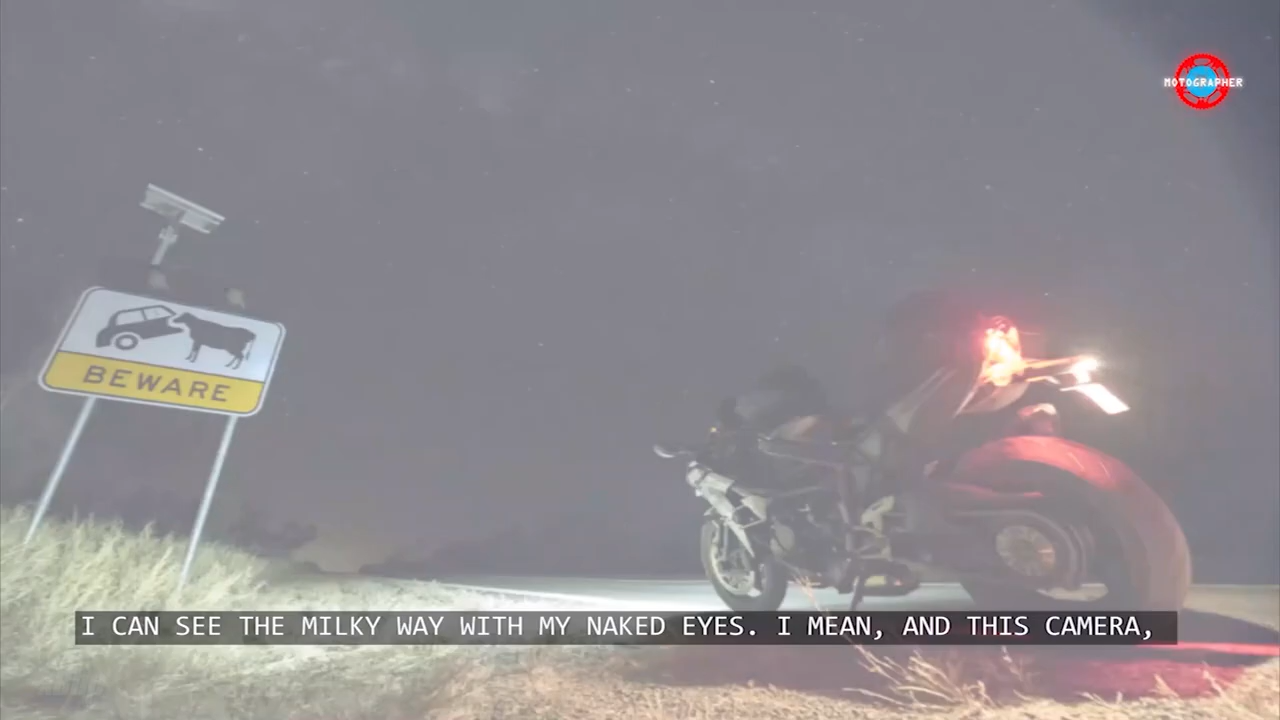 MOTOGRAPHER
BEWARE
I CAN SEE THE MILKY WAY WITH MY NAKED EYES. I MEAN, AND THIS CAMERA,